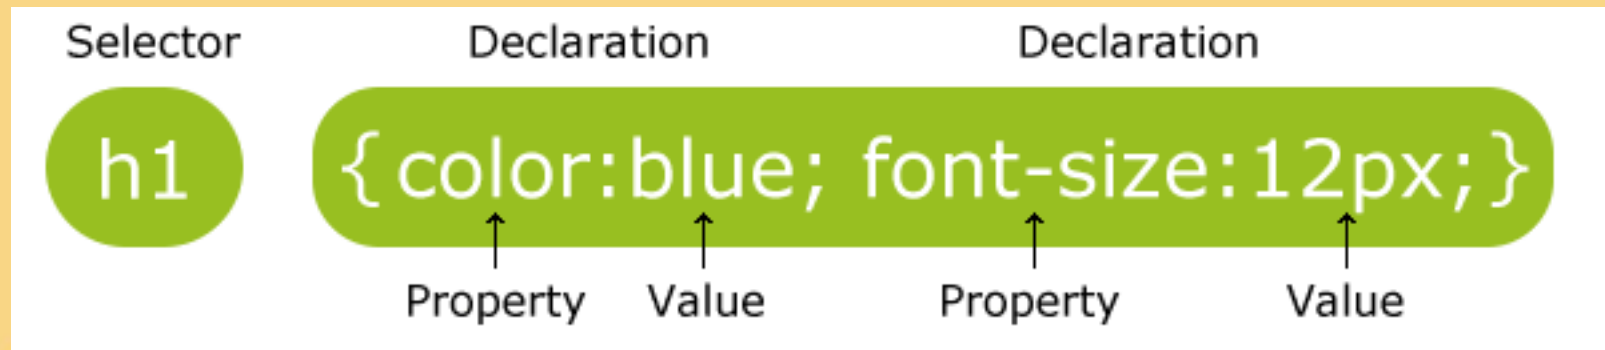 Selector Declaration Declaration
h1 {color:blue; font-size:12px;}
Property Value Property Value